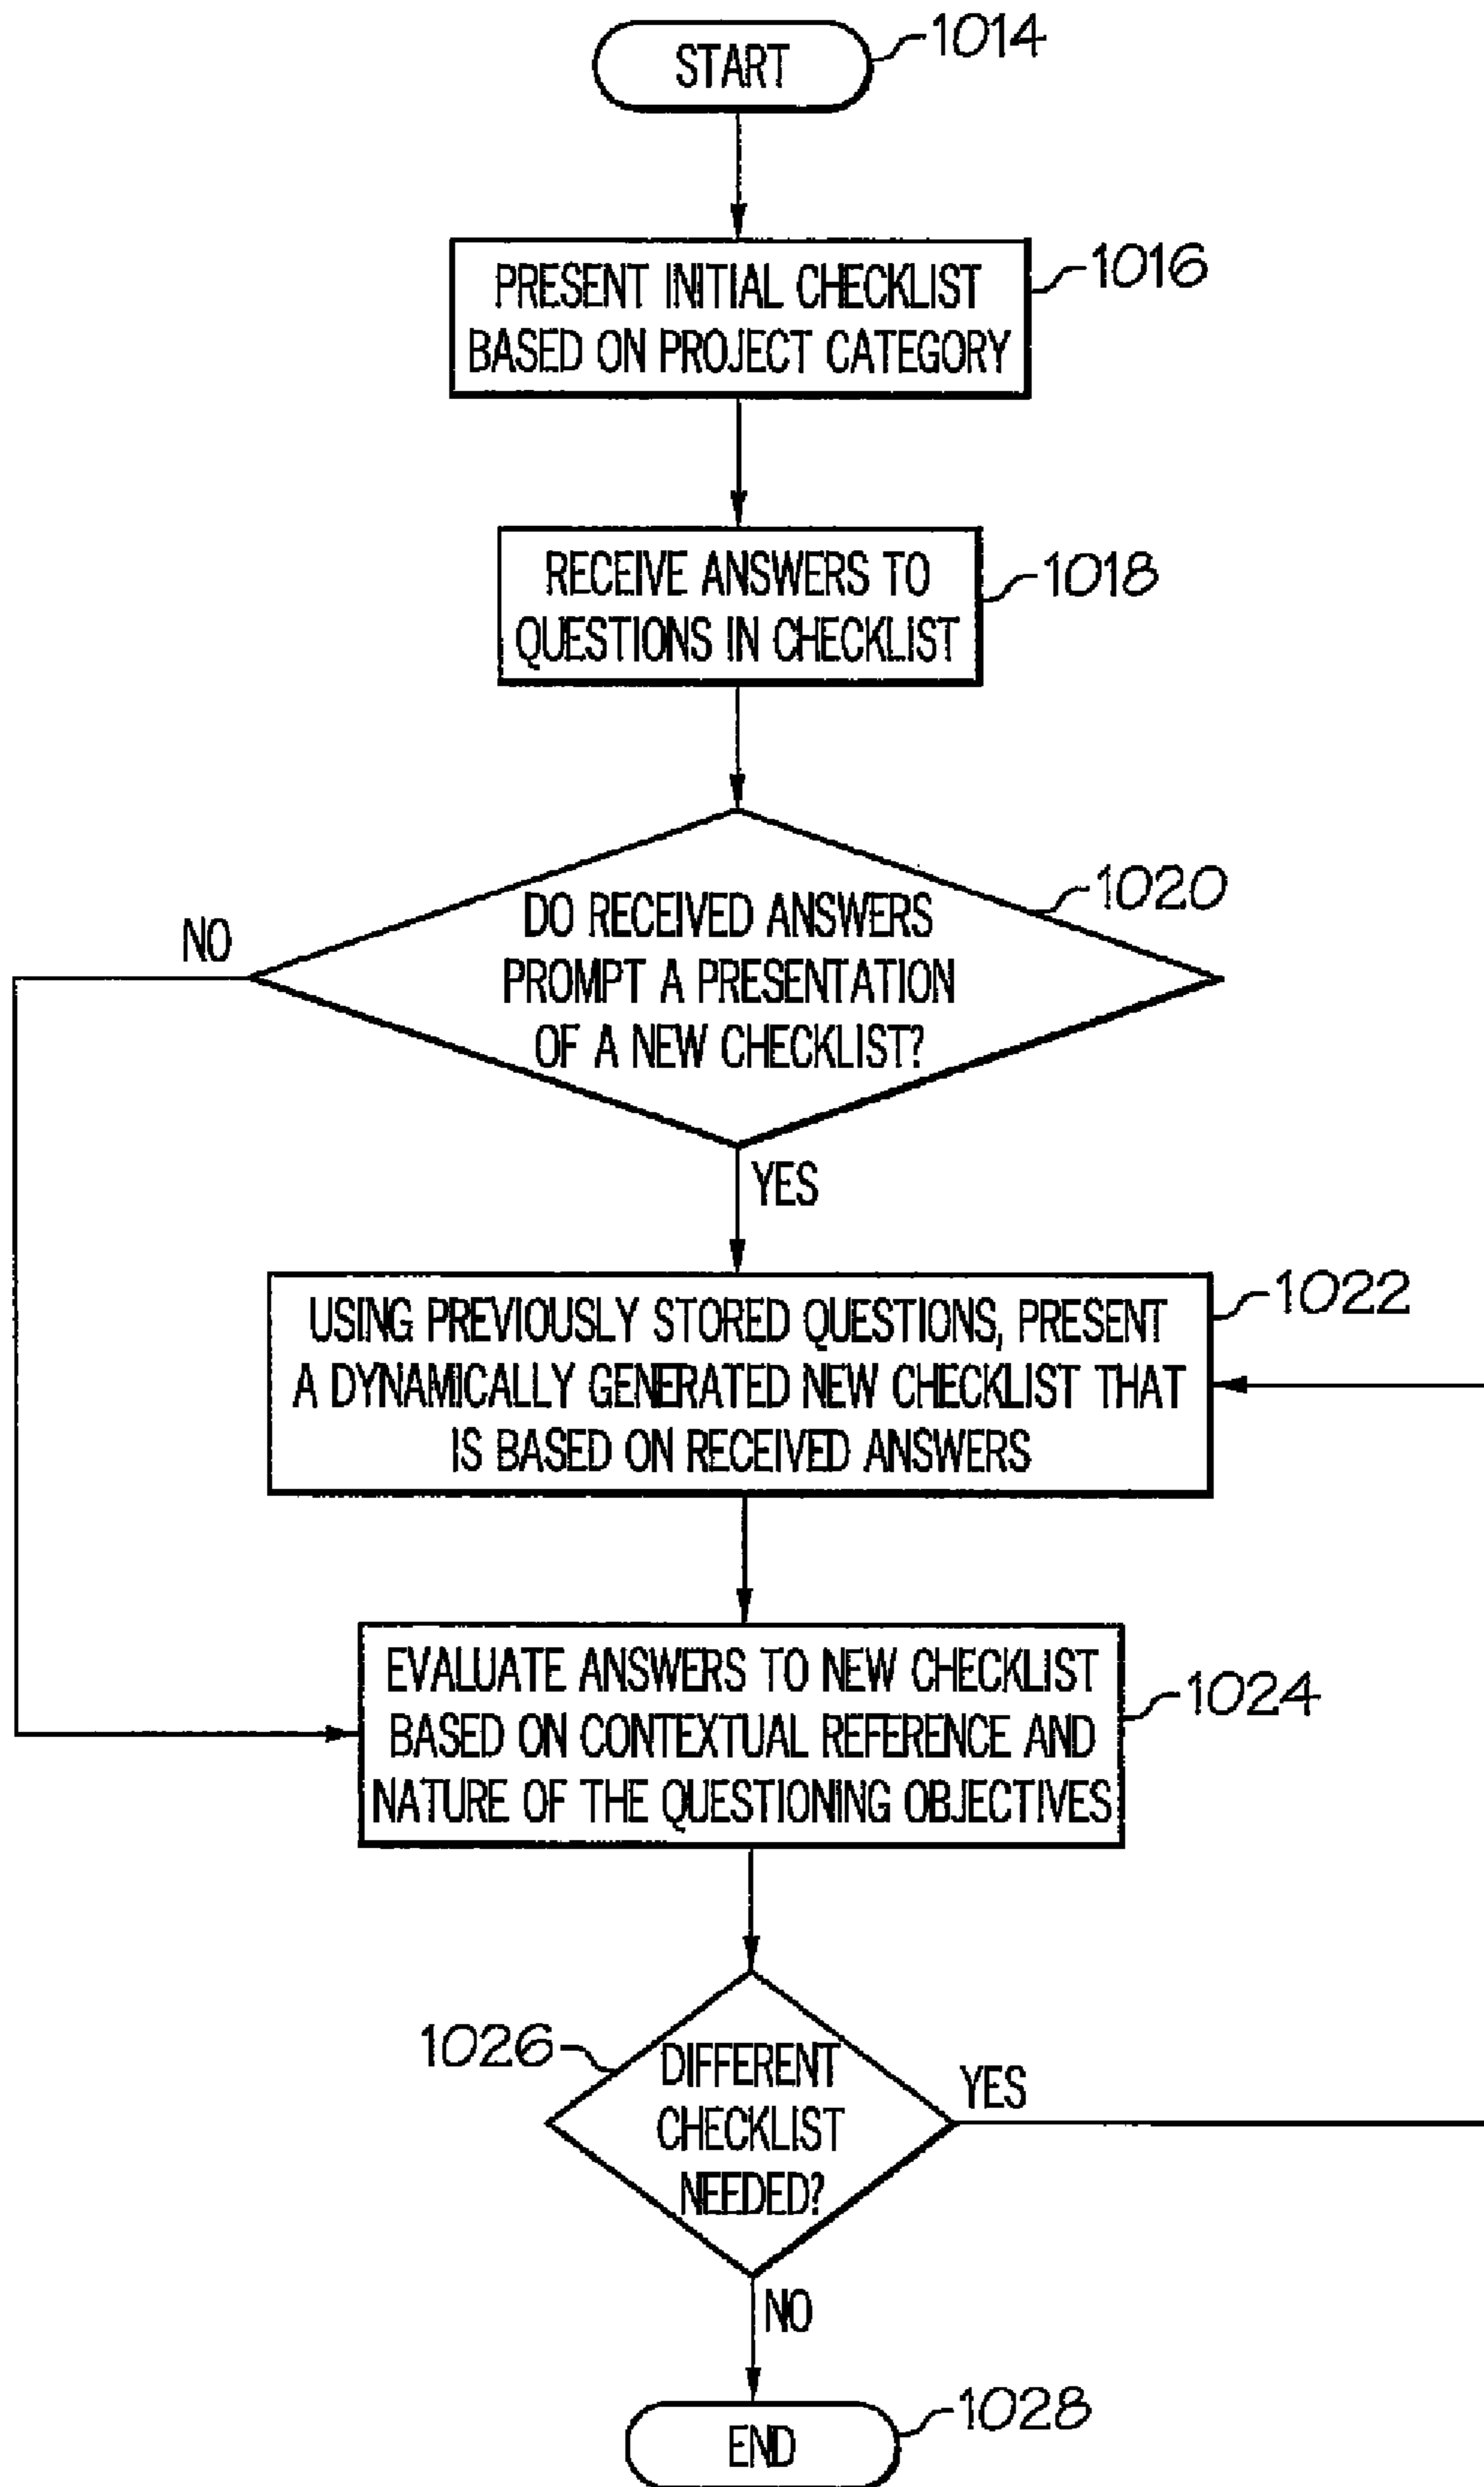 START
1014
PRESENT INITIAL CHECKLIST
BASED ON PROJECT CATEGORY
1016
RECEIVE ANSWERS TO
QUESTIONS IN CHECKLIST
1018
DO RECEIVED ANSWERS
PROMPT A PRESENTATION
OF A NEW CHECKLIST?
1020
NO
YES
USING PREVIOUSLY STORED QUESTIONS, PRESENT
A DYNAMICALLY GENERATED NEW CHECKLIST THAT
IS BASED ON RECEIVED ANSWERS
1022
EVALUATE ANSWERS TO NEW CHECKLIST
BASED ON CONTEXTUAL REFERENCE AND
NATURE OF THE QUESTIONING OBJECTIVES
1024
1026
DIFFERENT
CHECKLIST
NEEDED?
YES
NO
END
1028